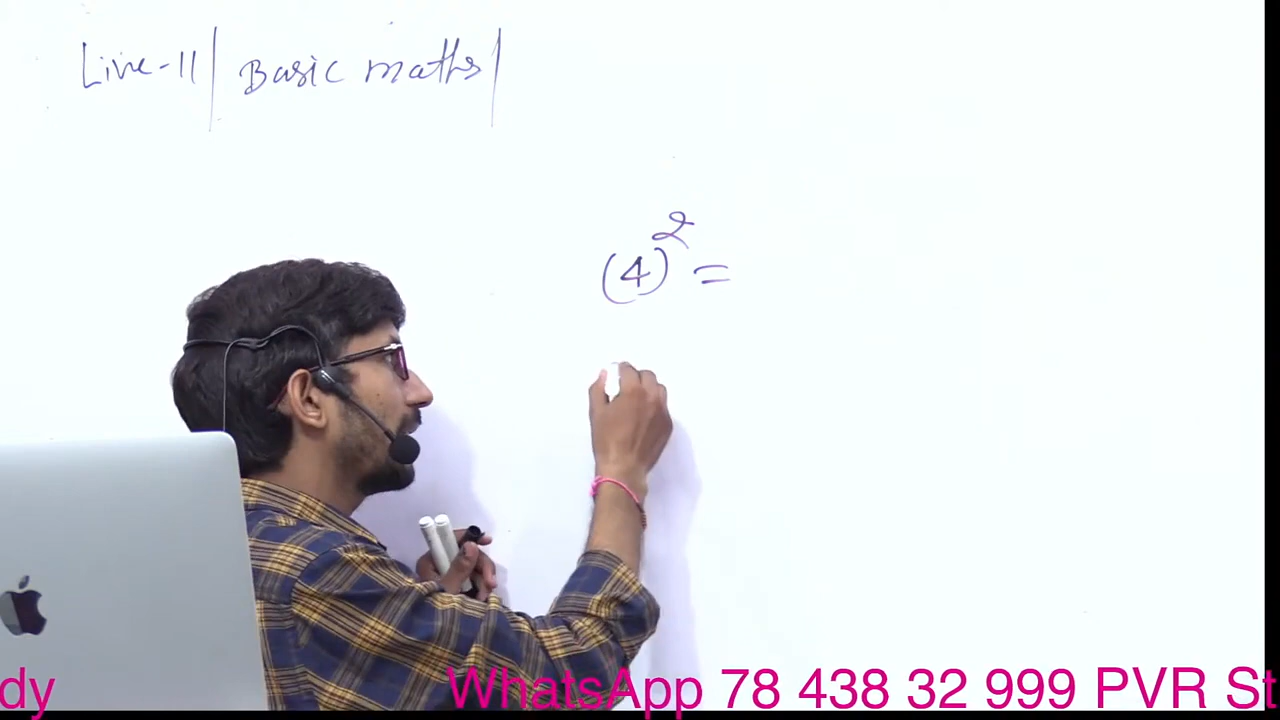 Live-11 | Basic maths |
(4)² =
dy WhatsApp 78 438 32 999 PVR St